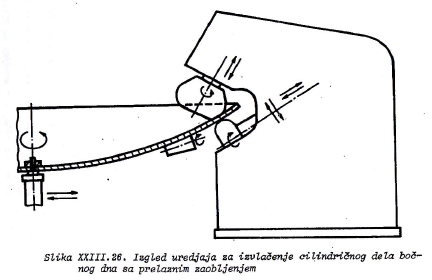 Slika XXIII.26. Izgled uredjaja za izvlačenje cilindričnog dela boč-
nog dna sa prelaznim zaobljenjem